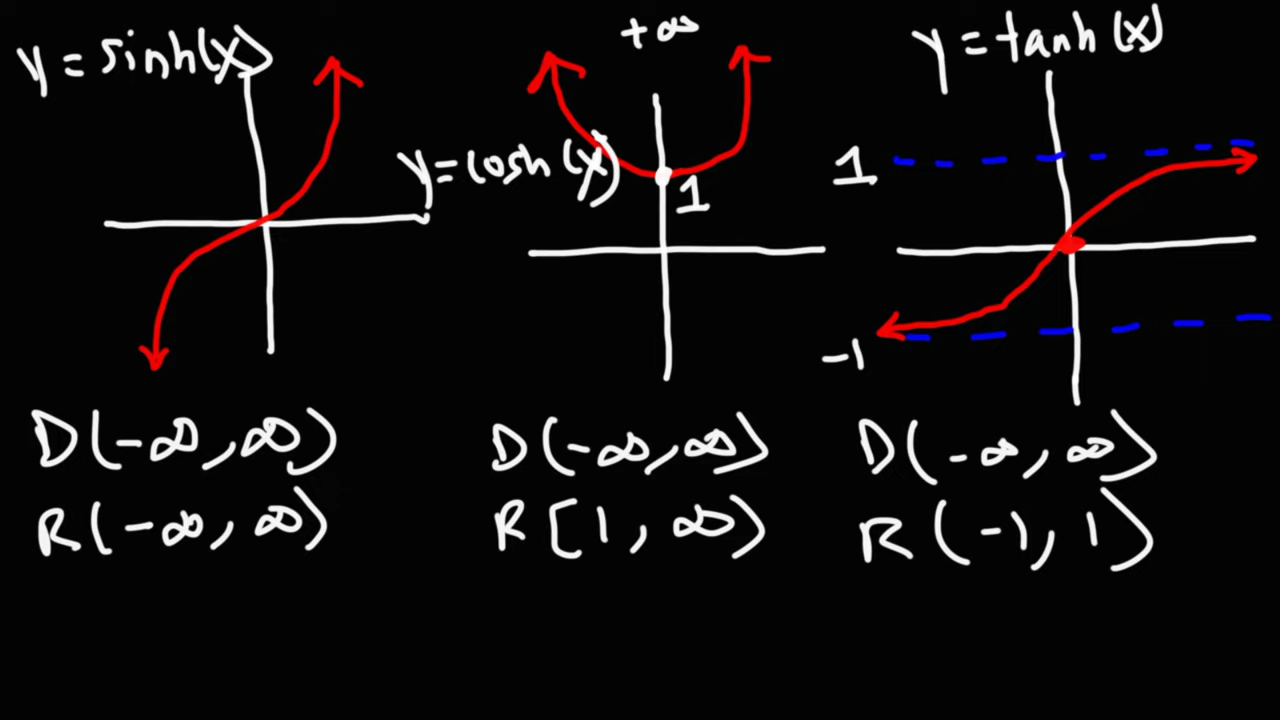 y = sinh(x)
+∞
y = cosh(x)
1
y = tanh(x)
1
-1
D(-∞, ∞)
R(-∞, ∞)
D(-∞, ∞)
R[1, ∞)
D(-∞, ∞)
R(-1, 1)